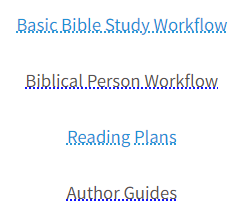 Basic Bible Study Workflow
Biblical Person Workflow
Reading Plans
Author Guides